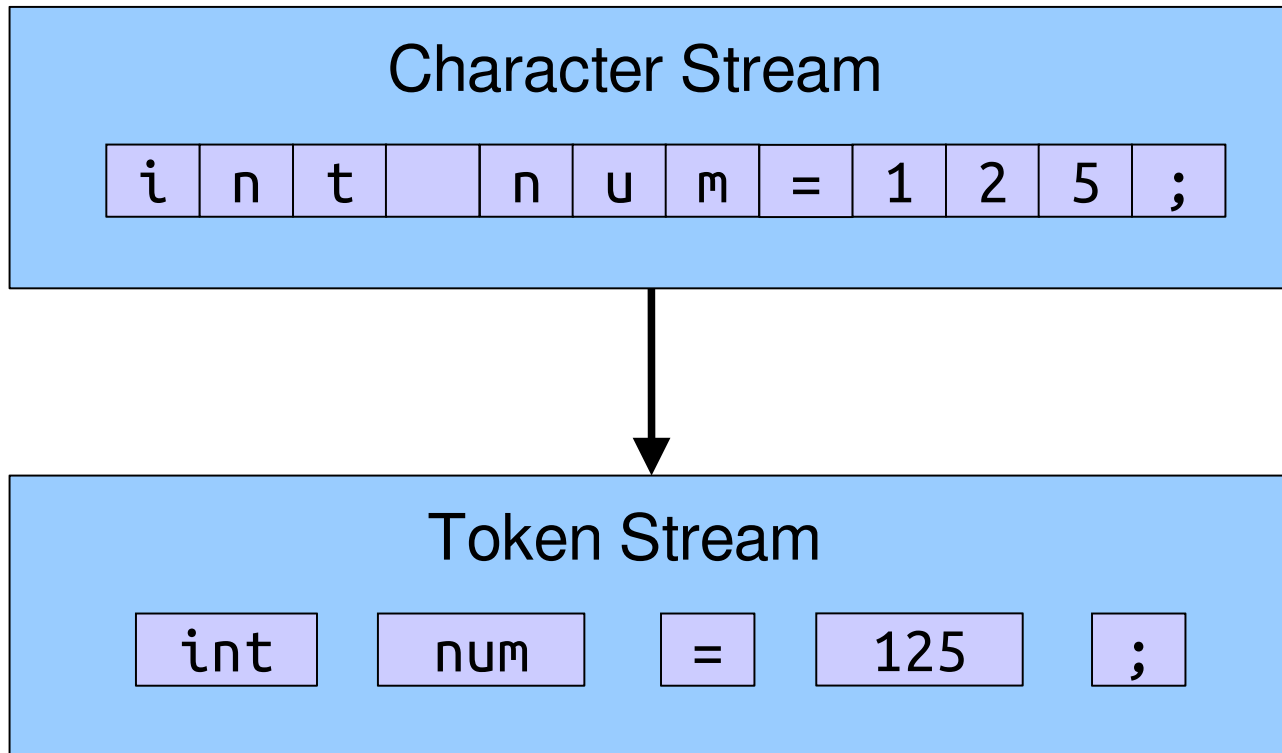 Character Stream
i n t n u m = 1 2 5 ;
Token Stream
int num = 125 ;